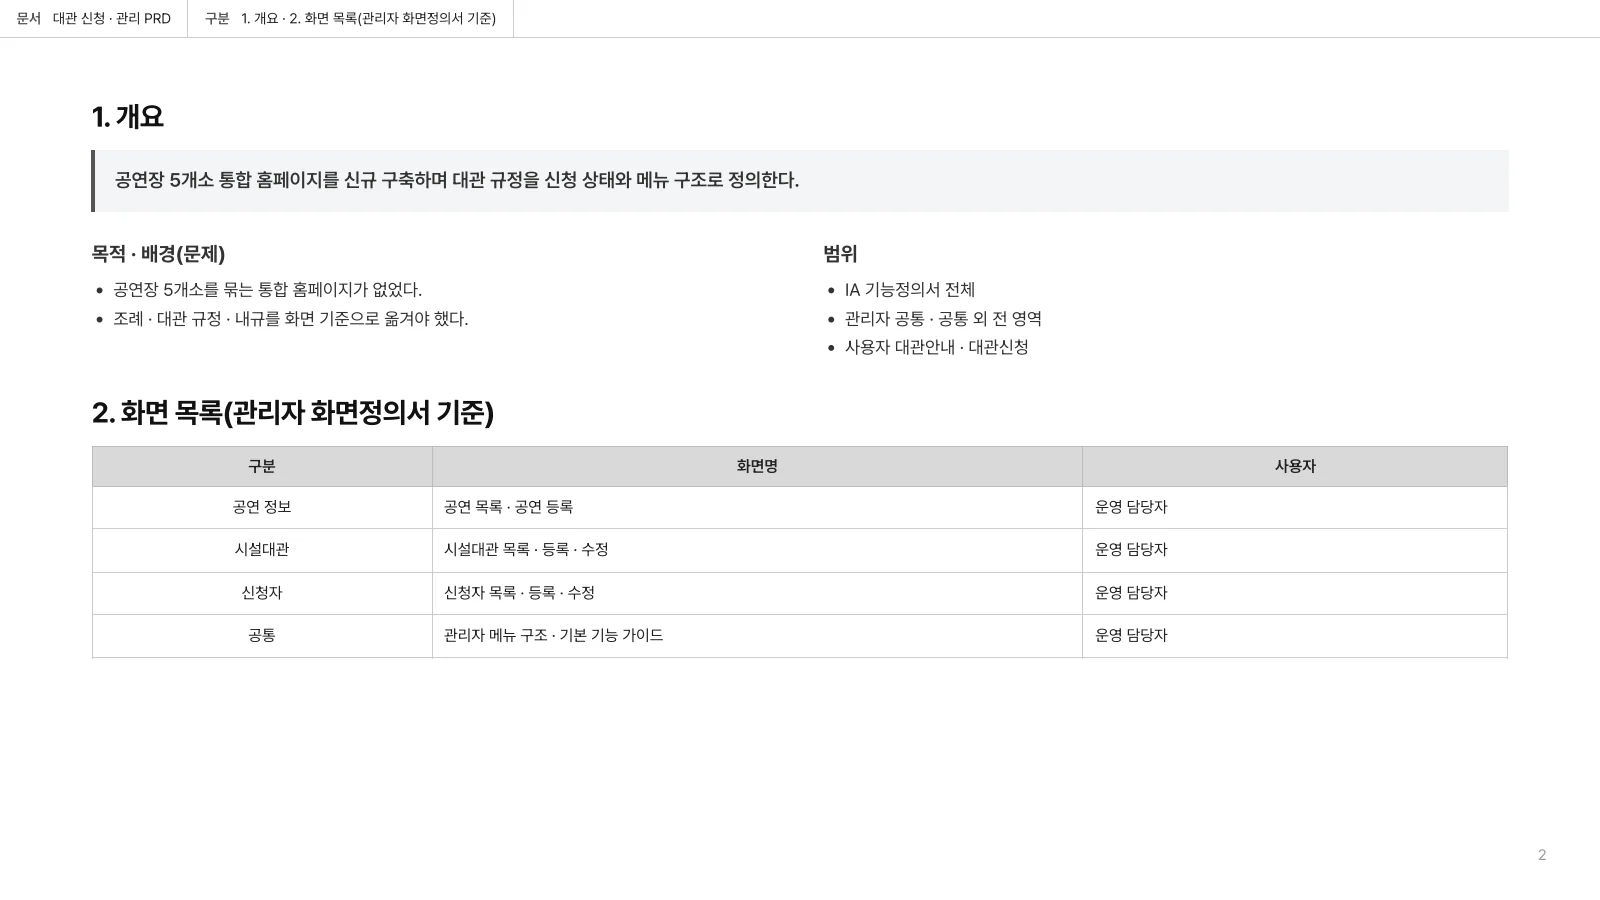 문서 대관 신청 · 관리 PRD
구분 1. 개요 · 2. 화면 목록(관리자 화면정의서 기준)
1. 개요
공연장 5개소 통합 홈페이지를 신규 구축하며 대관 규정을 신청 상태와 메뉴 구조로 정의한다.
목적 · 배경(문제)
• 공연장 5개소를 묶는 통합 홈페이지가 없었다.
• 조례 · 대관 규정 · 내규를 화면 기준으로 옮겨야 했다.
범위
• IA 기능정의서 전체
• 관리자 공통 · 공통 외 전 영역
• 사용자 대관안내 · 대관신청
2. 화면 목록(관리자 화면정의서 기준)
구분 화면명 사용자
공연 정보 공연 목록 · 공연 등록 운영 담당자
시설대관 시설대관 목록 · 등록 · 수정 운영 담당자
신청자 신청자 목록 · 등록 · 수정 운영 담당자
공통 관리자 메뉴 구조 · 기본 기능 가이드 운영 담당자
2